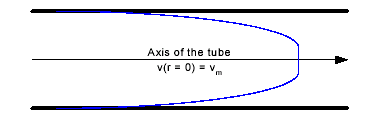 Axis of the tube
v(r = 0) = vₘ